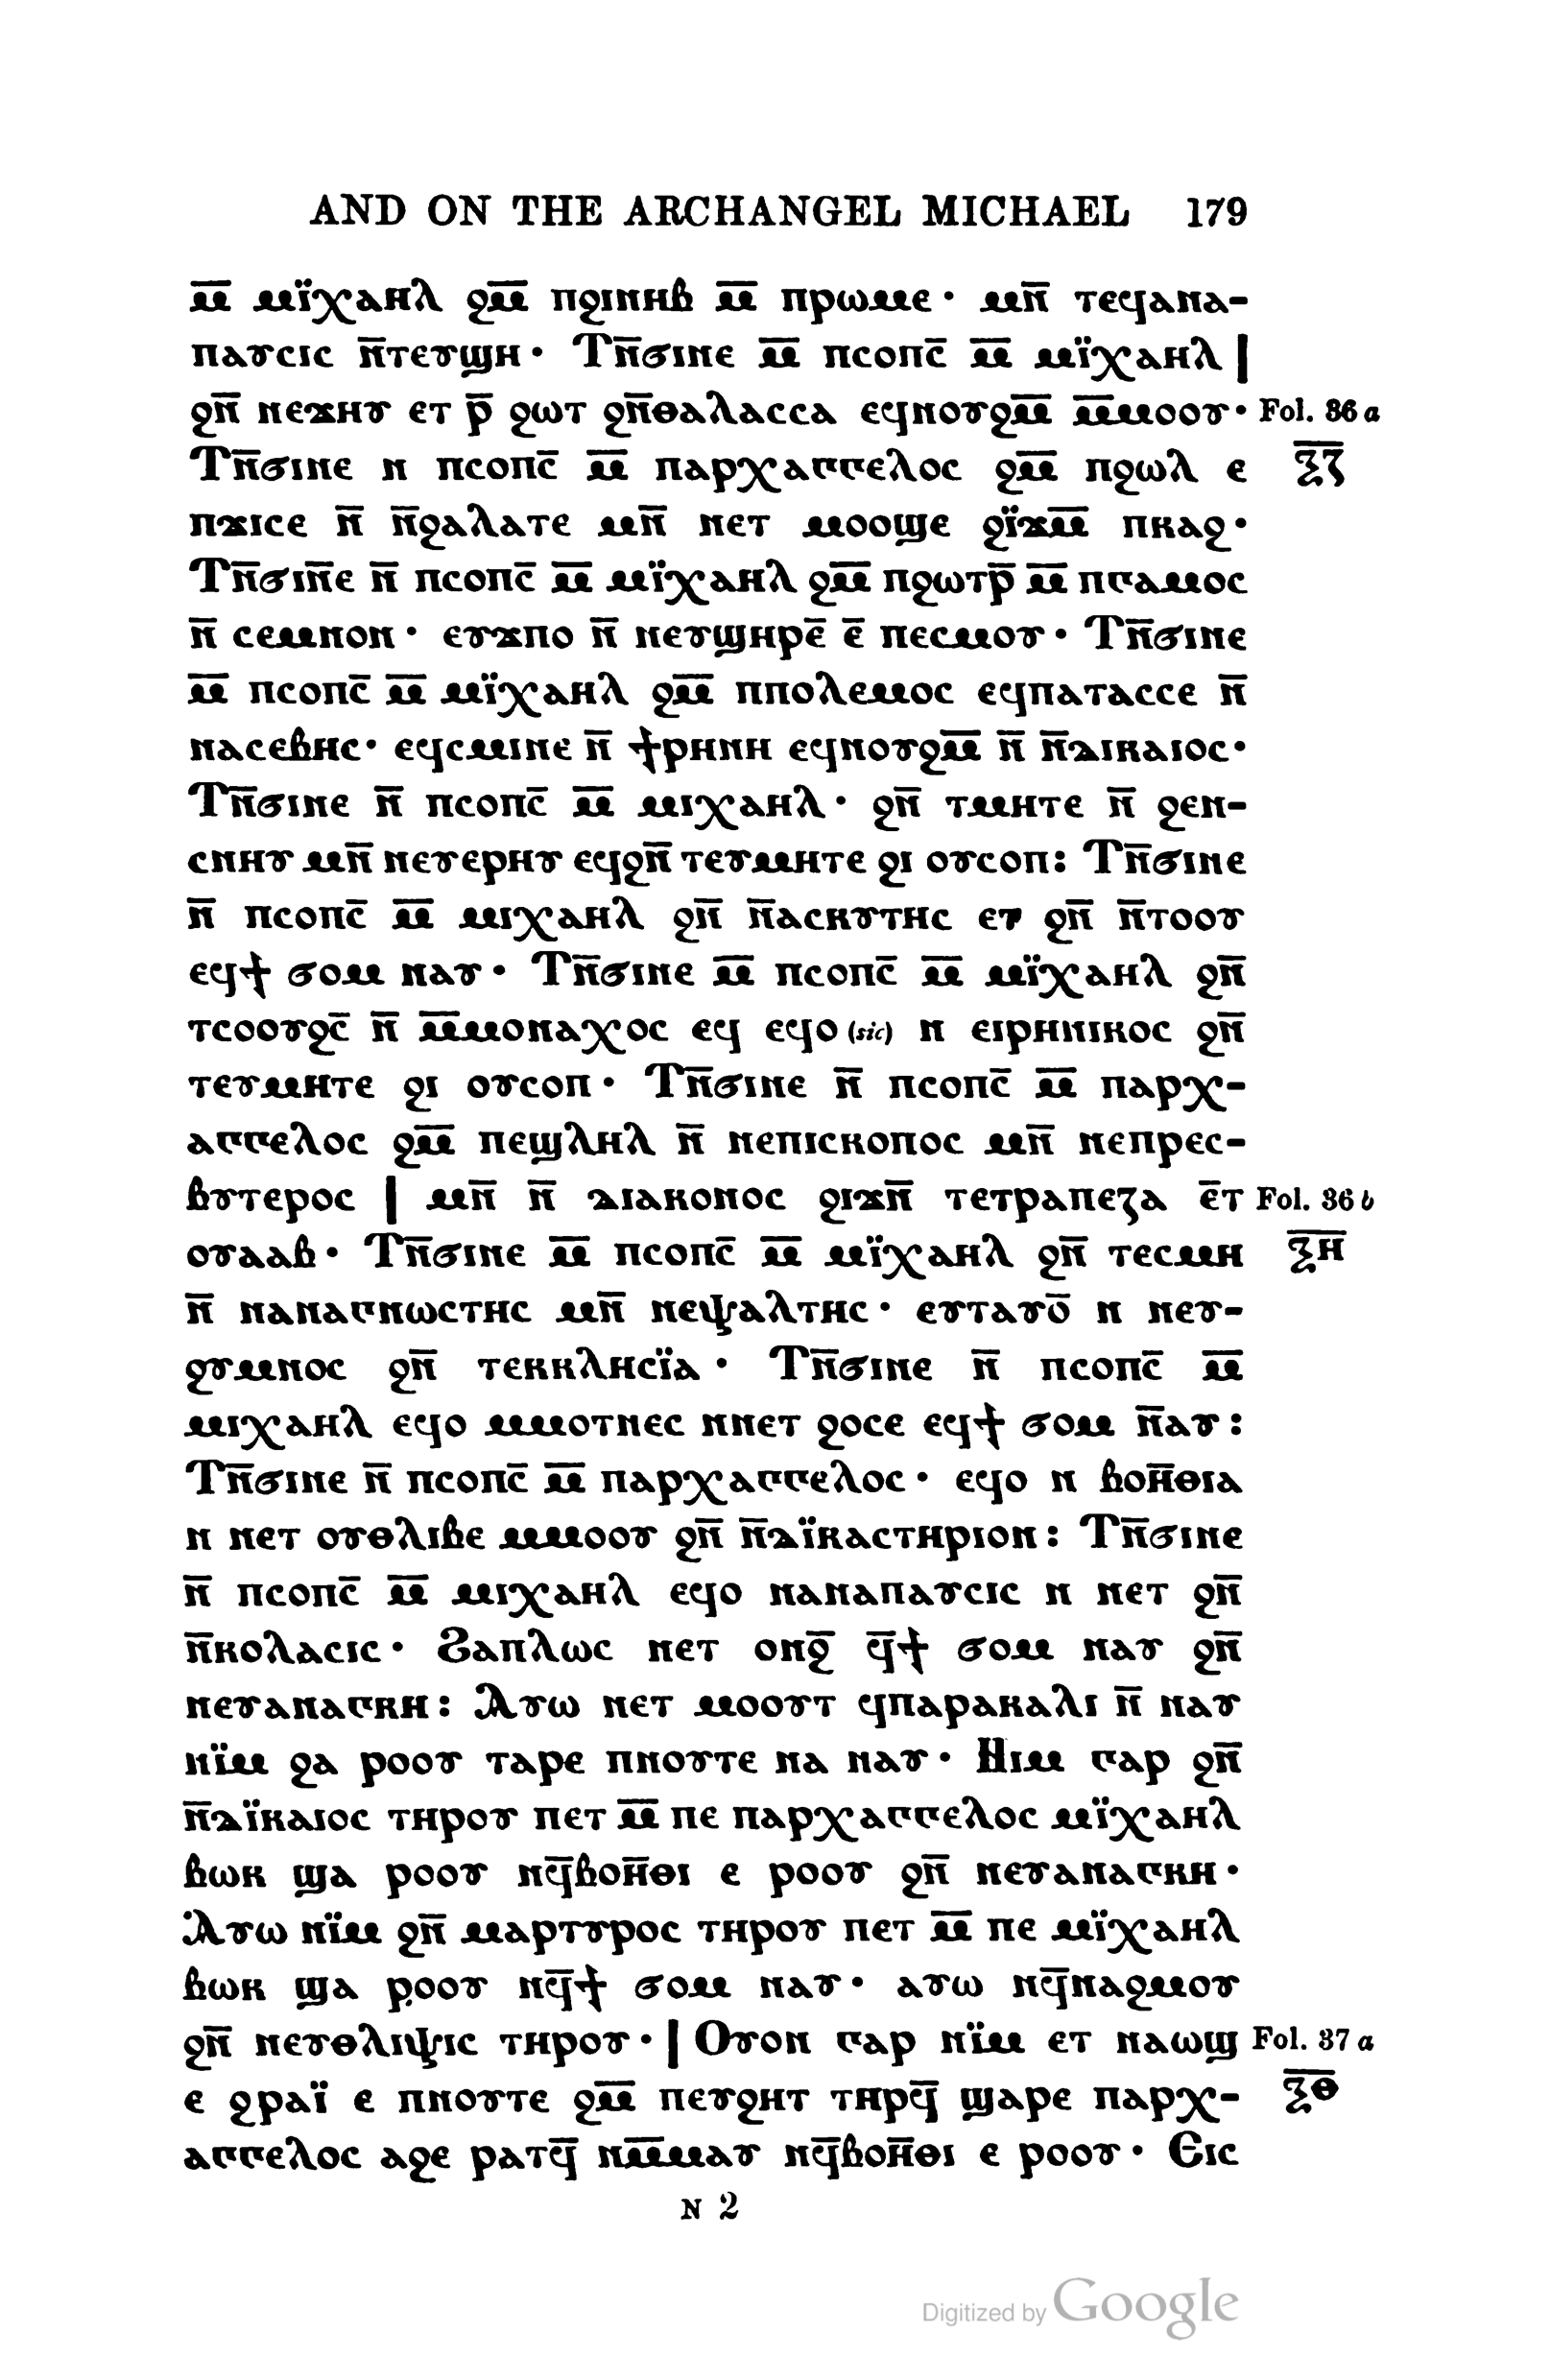 AND ON THE ARCHANGEL MICHAEL 179
ⲙ̅ ⲙⲓ̈ⲭⲁⲏⲗ ϩⲙ̅ ⲡϩⲓⲛⲏⲃ ⲙ̅ ⲡⲣⲱⲙⲉ· ⲙⲛ̅ ⲧⲉϥⲁⲛⲁ-
ⲡⲁⲩⲥⲓⲥ ⲛ̅ⲧⲉⲩϣⲏ· Ⲧⲛ̅ϭⲓⲛⲉ ⲙ̅ ⲡⲥⲟⲡⲥ̅ ⲙ̅ ⲙⲓ̈ⲭⲁⲏⲗ |
ϩⲛ̅ ⲛⲉϫⲏⲩ ⲉⲧ ⲣ̅ ϩⲱⲧ ϩⲛ̅ⲑⲁⲗⲁⲥⲥⲁ ⲉϥⲛⲟⲩϩⲙ̅ ⲙ̅ⲙⲟⲟⲩ· Fol. 36 a
Ⲧⲛ̅ϭⲓⲛⲉ ⲛ ⲡⲥⲟⲡⲥ̅ ⲙ̅ ⲡⲁⲣⲭⲁⲅⲅⲉⲗⲟⲥ ϩⲙ̅ ⲡϩⲱⲗ ⲉ ⲝ̅ⲍ̅
ⲡϫⲓⲥⲉ ⲛ̅ ⲛ̅ϩⲁⲗⲁⲧⲉ ⲙⲛ̅ ⲛⲉⲧ ⲙⲟⲟϣⲉ ϩⲓ̈ϫⲙ̅ ⲡⲕⲁϩ·
Ⲧⲛ̅ϭⲓⲛ̅ⲉ ⲛ̅ ⲡⲥⲟⲡⲥ̅ ⲙ̅ ⲙⲓ̈ⲭⲁⲏⲗ ϩⲙ̅ ⲡϩⲱⲧⲣ̅ ⲙ̅ ⲡⲅⲁⲙⲟⲥ
ⲛ̅ ⲥⲉⲙⲛⲟⲛ· ⲉⲩϫⲡⲟ ⲛ̅ ⲛⲉⲩϣⲏⲣⲉ̅ ⲉ̅ ⲡⲉⲥⲙⲟⲩ· Ⲧⲛ̅ϭⲓⲛⲉ
ⲙ̅ ⲡⲥⲟⲡⲥ̅ ⲙ̅ ⲙⲓ̈ⲭⲁⲏⲗ ϩⲙ̅ ⲡⲡⲟⲗⲉⲙⲟⲥ ⲉϥⲡⲁⲧⲁⲥⲥⲉ ⲛ̅
ⲛⲁⲥⲉⲃⲏⲥ· ⲉϥⲥⲙⲓⲛⲉ ⲛ̅ ϯⲣⲏⲛⲏ ⲉϥⲛⲟⲩϩⲙ̅ ⲛ̅ ⲛ̅ⲇⲓⲕⲁⲓⲟⲥ·
Ⲧⲛ̅ϭⲓⲛⲉ ⲛ̅ ⲡⲥⲟⲡⲥ̅ ⲙ̅ ⲙⲓⲭⲁⲏⲗ· ϩⲛ̅ ⲧⲙⲏⲧⲉ ⲛ̅ ϩⲉⲛ-
ⲥⲛⲏⲩ ⲙⲛ̅ ⲛⲉⲩⲉⲣⲏⲩ ⲉϥϩⲛ̅ ⲧⲉⲩⲙⲏⲧⲉ ϩⲓ ⲟⲩⲥⲟⲡ: Ⲧⲛ̅ϭⲓⲛⲉ
ⲛ̅ ⲡⲥⲟⲡⲥ̅ ⲙ̅ ⲙⲓⲭⲁⲏⲗ ϩⲛ̅ ⲛ̅ⲁⲥⲕⲩⲧⲏⲥ ⲉⲧ ϩⲛ̅ ⲛ̅ⲧⲟⲟⲩ
ⲉϥϯ ϭⲟⲙ ⲛⲁⲩ· Ⲧⲛ̅ϭⲓⲛⲉ ⲙ̅ ⲡⲥⲟⲡⲥ̅ ⲙ̅ ⲙⲓ̈ⲭⲁⲏⲗ ϩⲛ̅
ⲧⲥⲟⲟⲩϩⲥ̅ ⲛ̅ ⲙ̅ⲙⲟⲛⲁⲭⲟⲥ ⲉϥ ⲉϥⲟ (sic) ⲛ ⲉⲓⲣⲏⲛⲓⲕⲟⲥ ϩⲛ̅
ⲧⲉⲩⲙⲏⲧⲉ ϩⲓ ⲟⲩⲥⲟⲡ· Ⲧⲛ̅ϭⲓⲛⲉ ⲛ̅ ⲡⲥⲟⲡⲥ̅ ⲙ̅ ⲡⲁⲣⲭ-
ⲁⲅⲅⲉⲗⲟⲥ ϩⲙ̅ ⲡⲉϣⲗⲏⲗ ⲛ̅ ⲛⲉⲡⲓⲥⲕⲟⲡⲟⲥ ⲙⲛ̅ ⲛⲉⲡⲣⲉⲥ-
ⲃⲩⲧⲉⲣⲟⲥ | ⲙⲛ̅ ⲛ̅ ⲇⲓⲁⲕⲟⲛⲟⲥ ϩⲓϫⲛ̅ ⲧⲉⲧⲣⲁⲡⲉⲍⲁ ⲉ̅ⲧ Fol. 36 b
ⲟⲩⲁⲁⲃ· Ⲧⲛ̅ϭⲓⲛⲉ ⲙ̅ ⲡⲥⲟⲡⲥ̅ ⲙ̅ ⲙⲓ̈ⲭⲁⲏⲗ ϩⲛ̅ ⲧⲉⲥⲙⲏ ⲝ̅ⲏ̅
ⲛ̅ ⲛⲁⲛⲁⲅⲛⲱⲥⲧⲏⲥ ⲙⲛ̅ ⲛⲉⲯⲁⲗⲧⲏⲥ· ⲉⲩⲧⲁⲩⲟ̅ ⲛ ⲛⲉⲩ-
ϩⲩⲙⲛⲟⲥ ϩⲛ̅ ⲧⲉⲕⲕⲗⲏⲥⲓ̈ⲁ · Ⲧⲛ̅ϭⲓⲛⲉ ⲛ̅ ⲡⲥⲟⲡⲥ̅ ⲙ̅
ⲙⲓⲭⲁⲏⲗ ⲉϥⲟ ⲙⲙⲟⲧⲛⲉⲥ ⲛⲛⲉⲧ ϩⲟⲥⲉ ⲉϥϯ ϭⲟⲙ ⲛ̅ⲁⲩ:
Ⲧⲛ̅ϭⲓⲛⲉ ⲛ̅ ⲡⲥⲟⲡⲥ̅ ⲙ̅ ⲡⲁⲣⲭⲁⲅⲅⲉⲗⲟⲥ· ⲉϥⲟ ⲛ ⲃⲟⲏ̅ⲑⲓⲁ
ⲛ ⲛⲉⲧ ⲟⲩⲑⲗⲓⲃⲉ ⲙⲙⲟⲟⲩ ϩⲛ̅ ⲛ̅ⲇⲓ̈ⲕⲁⲥⲧⲏⲣⲓⲟⲛ: Ⲧⲛ̅ϭⲓⲛⲉ
ⲛ̅ ⲡⲥⲟⲡⲥ̅ ⲙ̅ ⲙⲓⲭⲁⲏⲗ ⲉϥⲟ ⲛⲁⲛⲁⲡⲁⲩⲥⲓⲥ ⲛ ⲛⲉⲧ ϩⲛ̅
ⲛ̅ⲕⲟⲗⲁⲥⲓⲥ· Ϩⲁⲡⲗⲱⲥ ⲛⲉⲧ ⲟⲛϩ̅ ϥ̅ϯ ϭⲟⲙ ⲛⲁⲩ ϩⲛ̅
ⲛⲉⲩⲁⲛⲁⲅⲕⲏ: Ⲁⲩⲱ ⲛⲉⲧ ⲙⲟⲟⲩⲧ ϥⲡⲁⲣⲁⲕⲁⲗⲓ ⲛ̅ ⲛⲁⲩ
ⲛⲓ̈ⲙ ϩⲁ ⲣⲟⲟⲩ ⲧⲁⲣⲉ ⲡⲛⲟⲩⲧⲉ ⲛⲁ ⲛⲁⲩ· Ⲛⲓⲙ ⲅⲁⲣ ϩⲛ̅
ⲛ̅ⲇⲓ̈ⲕⲁⲓⲟⲥ ⲧⲏⲣⲟⲩ ⲡⲉⲧ ⲙ̅ ⲡⲉ ⲡⲁⲣⲭⲁⲅⲅⲉⲗⲟⲥ ⲙⲓ̈ⲭⲁⲏⲗ
ⲃⲱⲕ ϣⲁ ⲣⲟⲟⲩ ⲛϥ̅ⲃⲟⲏ̅ⲑⲓ ⲉ ⲣⲟⲟⲩ ϩⲛ̅ ⲛⲉⲩⲁⲛⲁⲅⲕⲏ·
Ⲁⲩⲱ ⲛⲓ̈ⲙ ϩⲛ̅ ⲙⲁⲣⲧⲩⲣⲟⲥ ⲧⲏⲣⲟⲩ ⲡⲉⲧ ⲙ̅ ⲡⲉ ⲙⲓ̈ⲭⲁⲏⲗ
ⲃⲱⲕ ϣⲁ ⲣⲟⲟⲩ ⲛϥ̅ϯ ϭⲟⲙ ⲛⲁⲩ· ⲁⲩⲱ ⲛϥ̅ⲛⲁϩⲙⲟⲩ
ϩⲛ̅ ⲛⲉⲩⲑⲗⲓⲯⲓⲥ ⲧⲏⲣⲟⲩ· | Ⲟⲩⲟⲛ ⲅⲁⲣ ⲛⲓ̈ⲙ ⲉⲧ ⲛⲁⲱϣ Fol. 37 a
ⲉ ϩⲣⲁⲓ̈ ⲉ ⲡⲛⲟⲩⲧⲉ ϩⲙ̅ ⲡⲉⲩϩⲏⲧ ⲧⲏⲣϥ̅ ϣⲁⲣⲉ ⲡⲁⲣⲭ- ⲝ̅ⲑ̅
ⲁⲅⲅⲉⲗⲟⲥ ⲁϩⲉ ⲣⲁⲧϥ̅ ⲛⲙ̅ⲙⲁⲩ ⲛϥ̅ⲃⲟⲏ̅ⲑⲓ ⲉ ⲣⲟⲟⲩ· Ⲉⲓⲥ
N 2
Digitized by Google